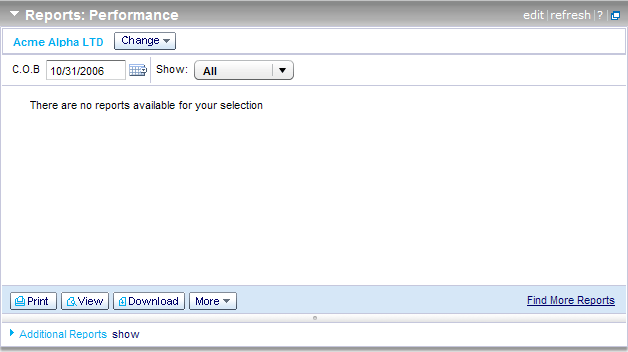 Reports: Performance edit | refresh | ?
Acme Alpha LTD Change
C.O.B 10/31/2006 Show: All
There are no reports available for your selection
Print View Download More Find More Reports
Additional Reports show